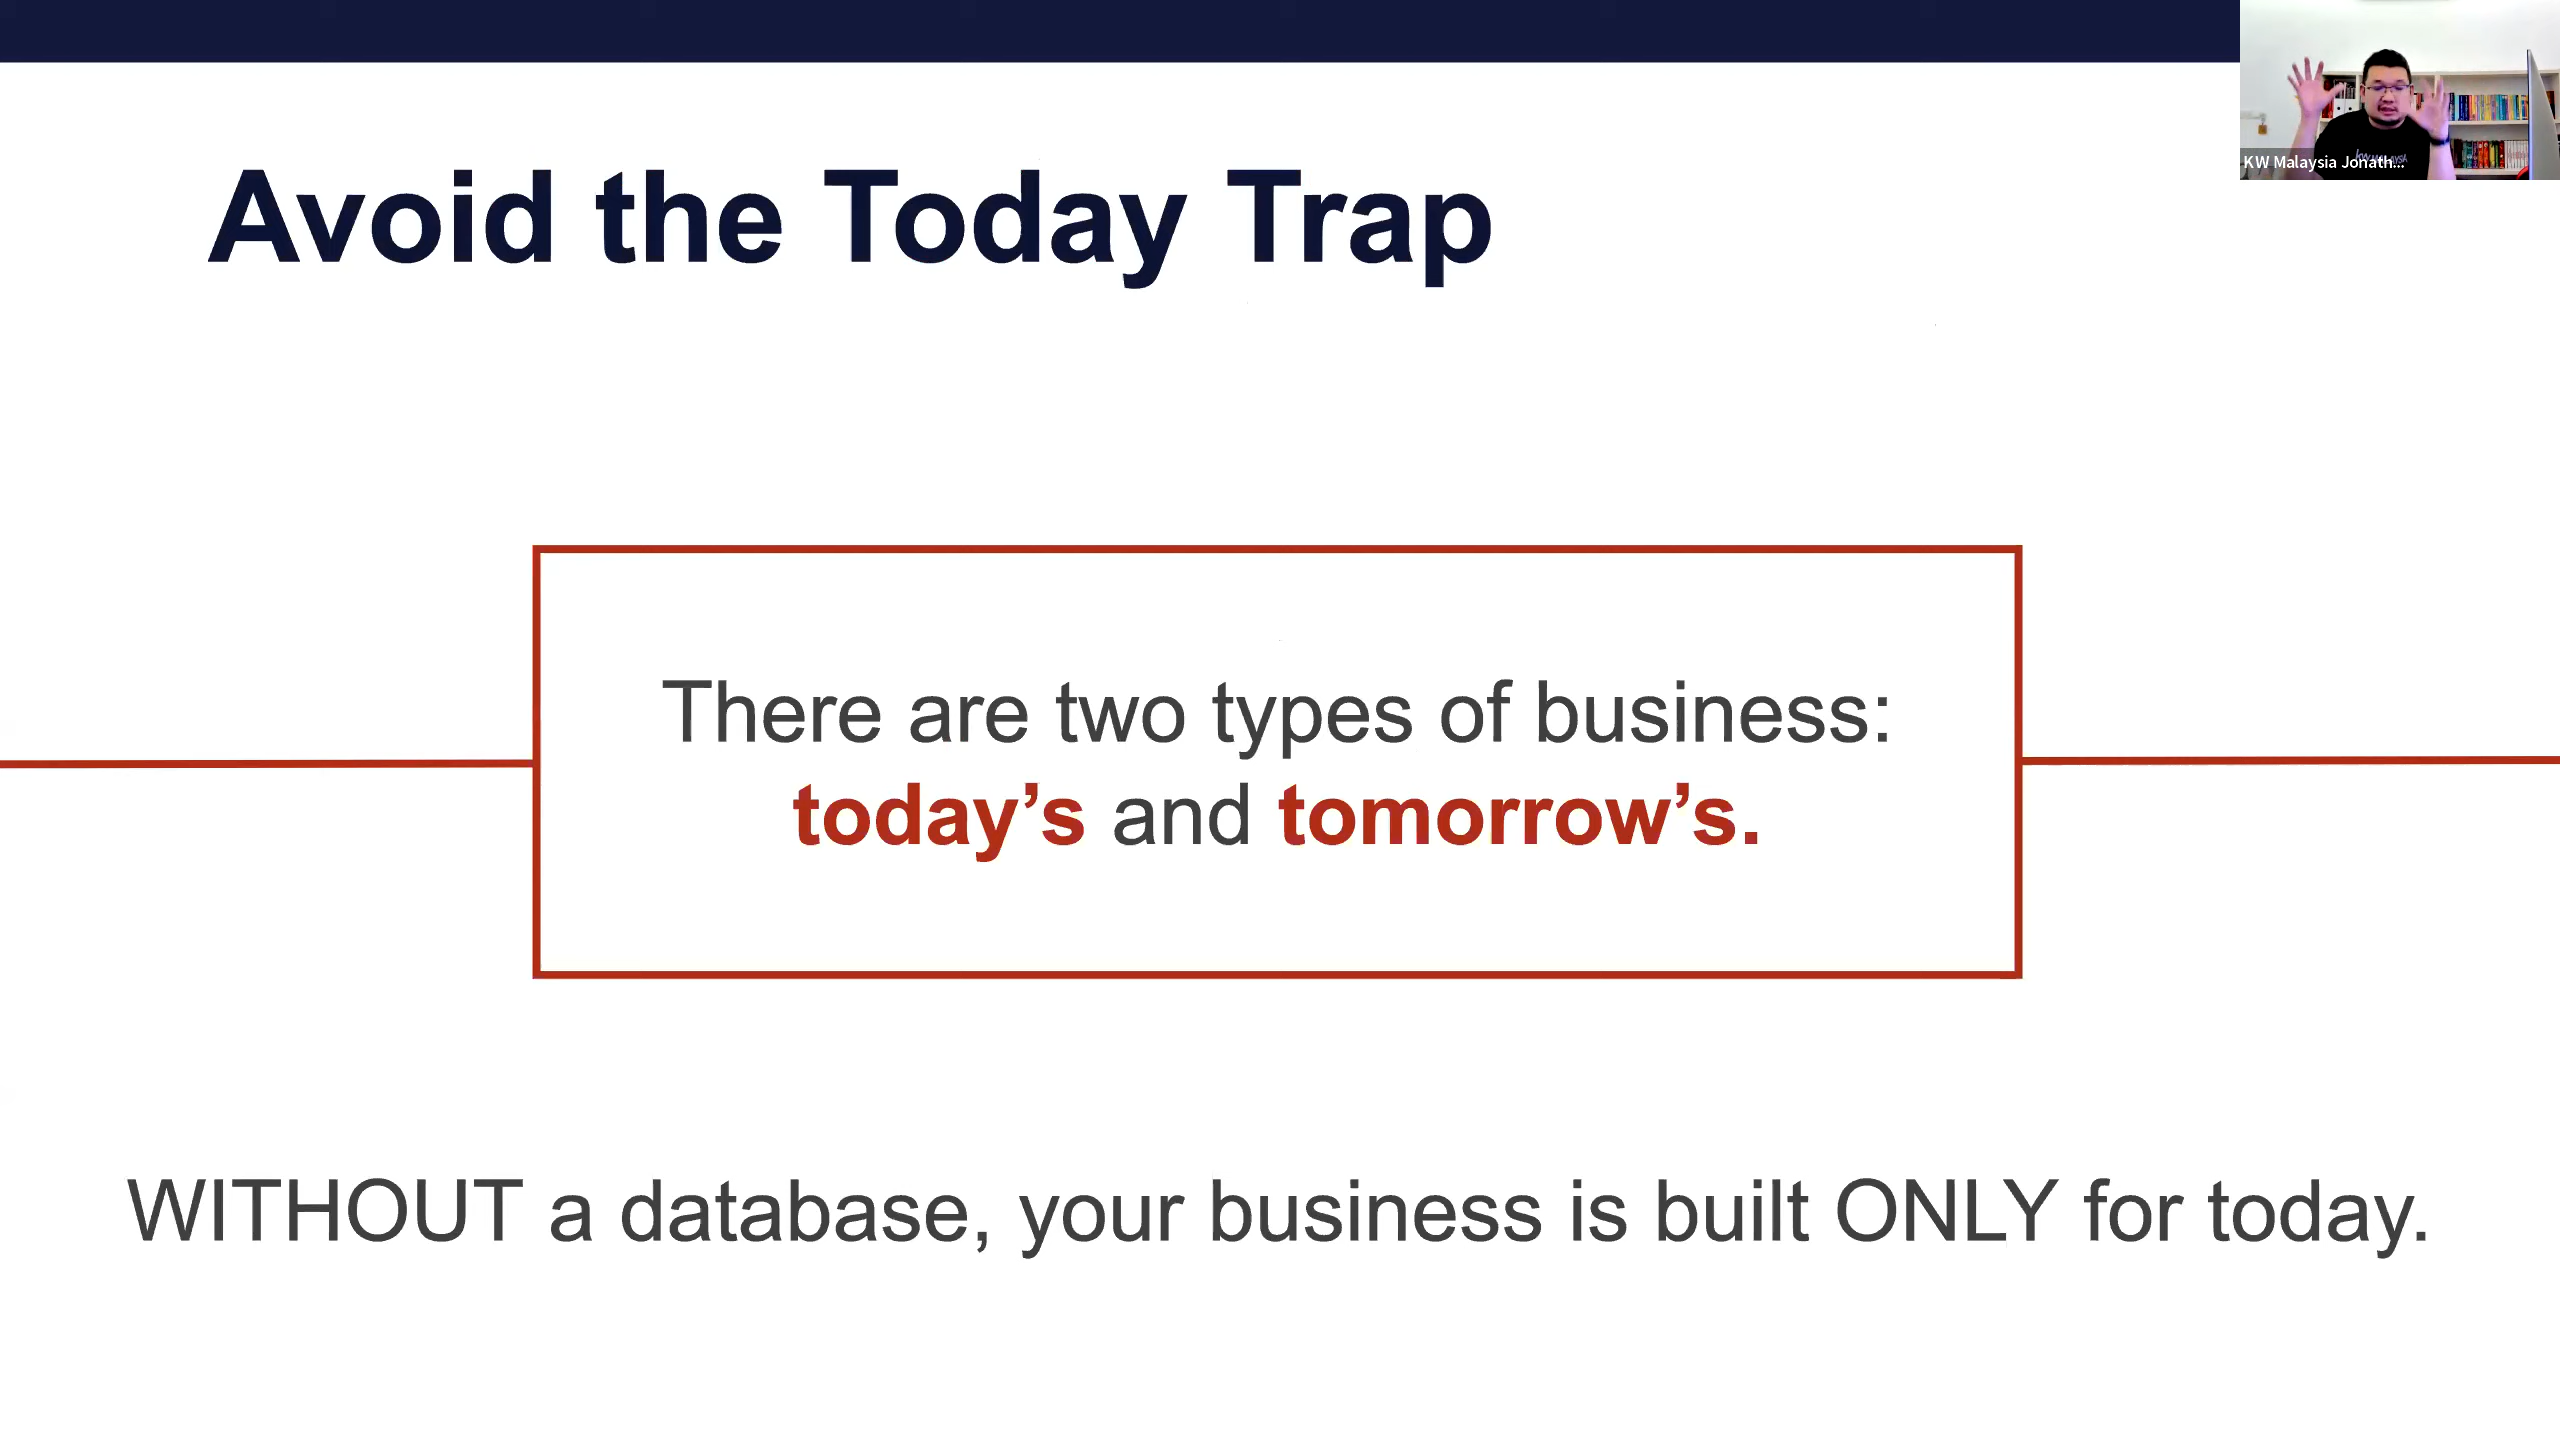 KW Malaysia Jonath...
Avoid the Today Trap
There are two types of business:
today’s and tomorrow’s.
WITHOUT a database, your business is built ONLY for today.